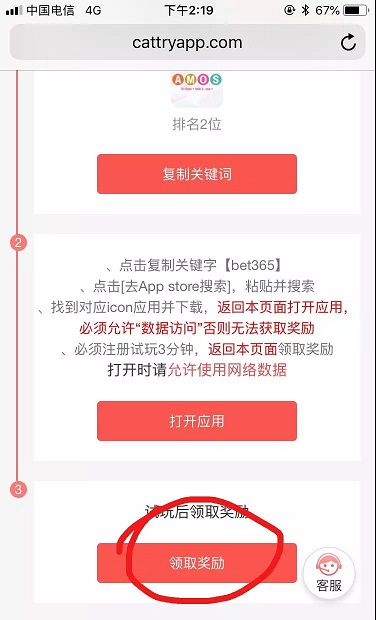 中国电信 4G 下午2:19 67%
cattryapp.com
AMOS
排名2位
复制关键词
2
、点击复制关键字【bet365】
、点击[去App store搜索]，粘贴并搜索
、找到对应icon应用并下载，返回本页面打开应用，
必须允许“数据访问”否则无法获取奖励
、必须注册试玩3分钟，返回本页面领取奖励
打开时请允许使用网络数据
打开应用
3
试玩后领取奖励
领取奖励
客服